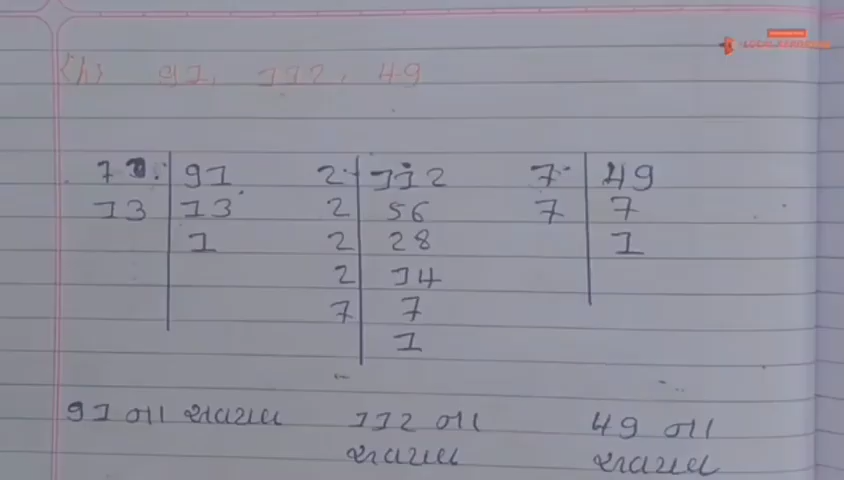 (h) 91, 112, 49
7 91 2 112 7 49
13 13 2 56 7 7
1 2 28 1
2 14
7 7
1
91 ના અવયવ 112 ના 49 ના
અવયવ અવયવ